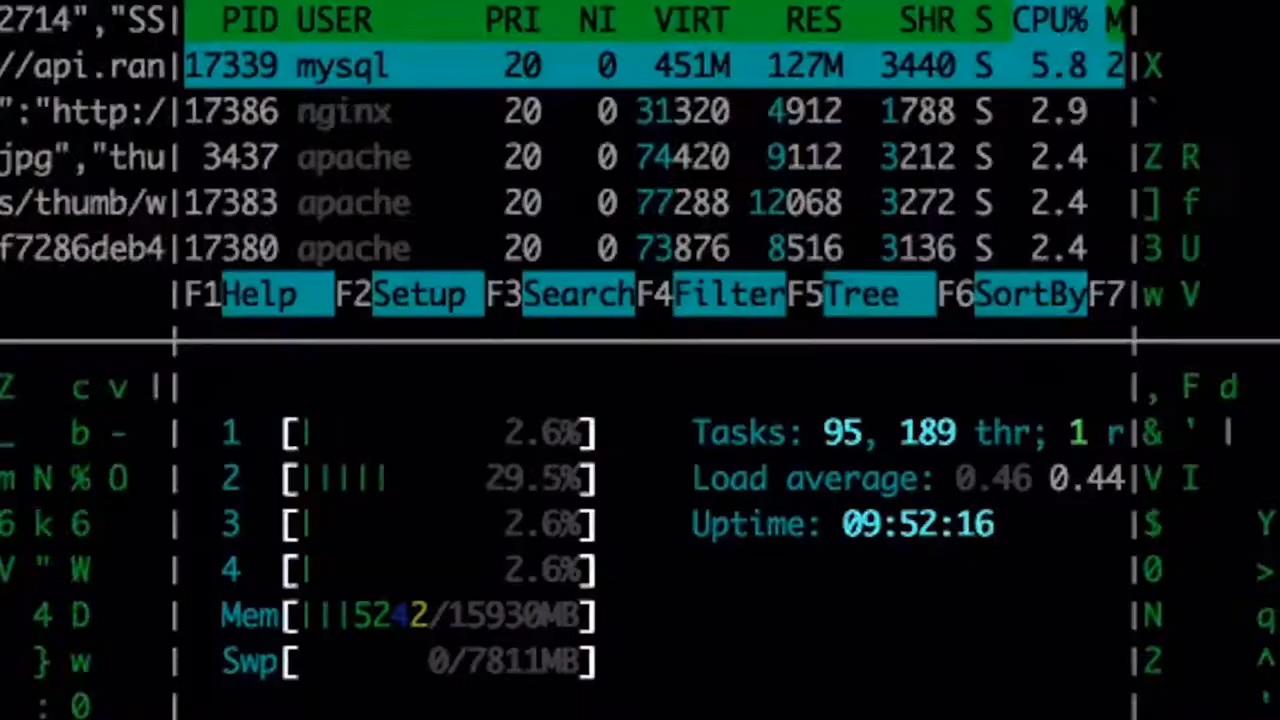 2714","SS| PID USER PRI NI VIRT RES SHR S CPU% M|
//api.ran|17339 mysql 20 0 451M 127M 3440 S 5.8 2|X
":"http:/|17386 nginx 20 0 31320 4912 1788 S 2.9 |`
jpg","thu| 3437 apache 20 0 74420 9112 3212 S 2.4 |Z R
s/thumb/w|17383 apache 20 0 77288 12068 3272 S 2.4 |] f
f7286deb4|17380 apache 20 0 73876 8516 3136 S 2.4 |3 U
|F1Help F2Setup F3SearchF4FilterF5Tree F6SortByF7|w V
Z c v || |, F d
_ b - | 1 [| 2.6%] Tasks: 95, 189 thr; 1 r|& ' |
m N % O | 2 [||||| 29.5%] Load average: 0.46 0.44|V I
6 k 6 | 3 [| 2.6%] Uptime: 09:52:16 |$ Y
V " W | 4 [| 2.6%] |0 >
4 D | Mem[|||5242/15930MB] |N q
} w | Swp[ 0/7811MB] |2 ^
: 0 | | '